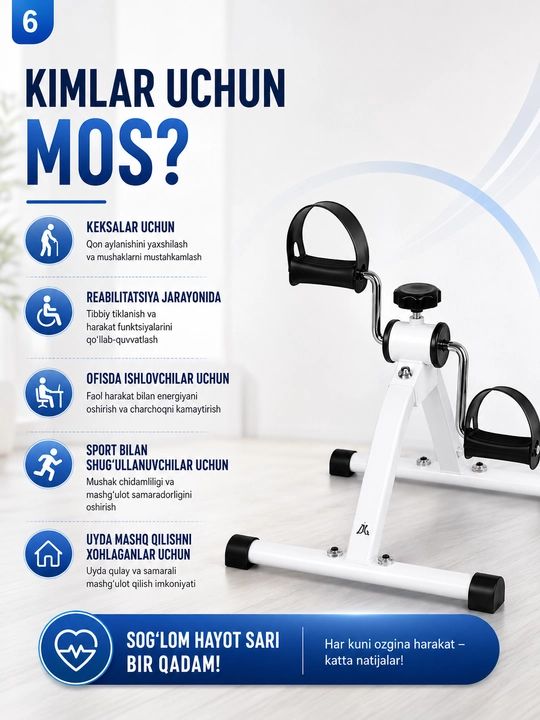 6
KIMLAR UCHUN
MOS?
KEKSALAR UCHUN
Qon aylanishini yaxshilash
va mushaklarni mustahkamlash
REABILITATSIYA JARAYONIDA
Tibbiy tiklanish va
harakat funktsiyalarini
qo‘llab-quvvatlash
OFISDA ISHLOVCHILAR UCHUN
Faol harakat bilan energiyani
oshirish va charchoqni kamaytirish
SPORT BILAN
SHUG‘ULLANUVCHILAR UCHUN
Mushak chidamliligi va
mashg‘ulot samaradorligini
oshirish
UYDA MASHQ QILISHNI
XOHLAGANLAR UCHUN
Uyda qulay va samarali
mashg‘ulot qilish imkoniyati
SOG‘LOM HAYOT SARI
BIR QADAM!
Har kuni ozgina harakat –
katta natijalar!